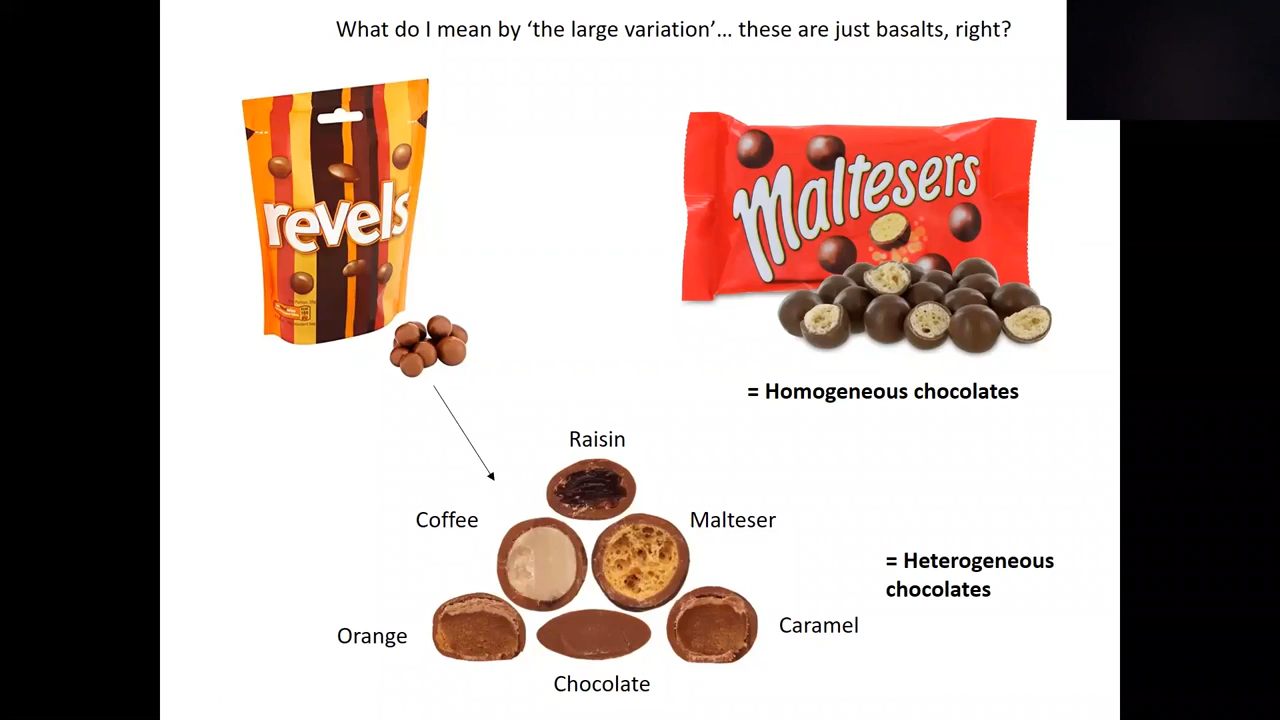 What do I mean by ‘the large variation’… these are just basalts, right?
revels
Maltesers
= Homogeneous chocolates
Raisin
Coffee
Malteser
= Heterogeneous
chocolates
Orange
Caramel
Chocolate